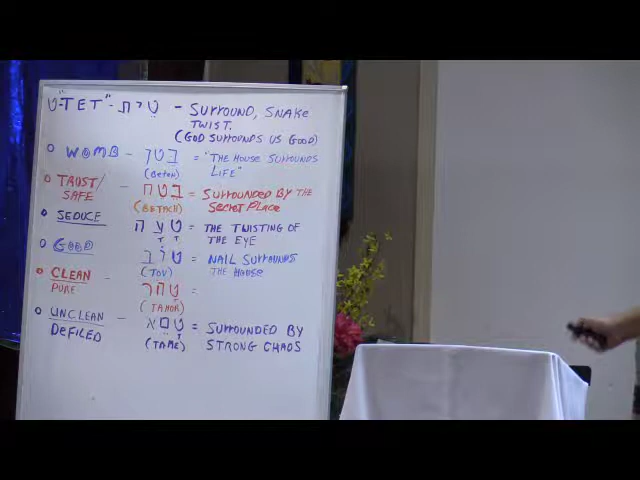 ט-"TET"- טית - SURROUND, SNAKE
TWIST.
(GOD SURROUNDS US GOOD)
WOMB - בטן = "THE HOUSE SURROUNDS
(Beten) LIFE"
TRUST/ - בטח = SURROUNDED BY THE
SAFE (BETACH) SECRET PLACE
SEDUCE טעה = THE TWISTING OF
THE EYE
GOOD טוב = NAIL SURROUNDS
(TOV) THE HOUSE
CLEAN - טהר =
PURE (TAHOR)
UNCLEAN - טמא = SURROUNDED BY
DEFILED (TAME) STRONG CHAOS